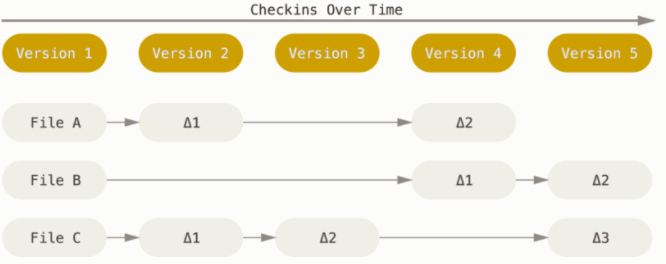 Checkins Over Time
Version 1 Version 2 Version 3 Version 4 Version 5
File A Δ1 Δ2
File B Δ1 Δ2
File C Δ1 Δ2 Δ3